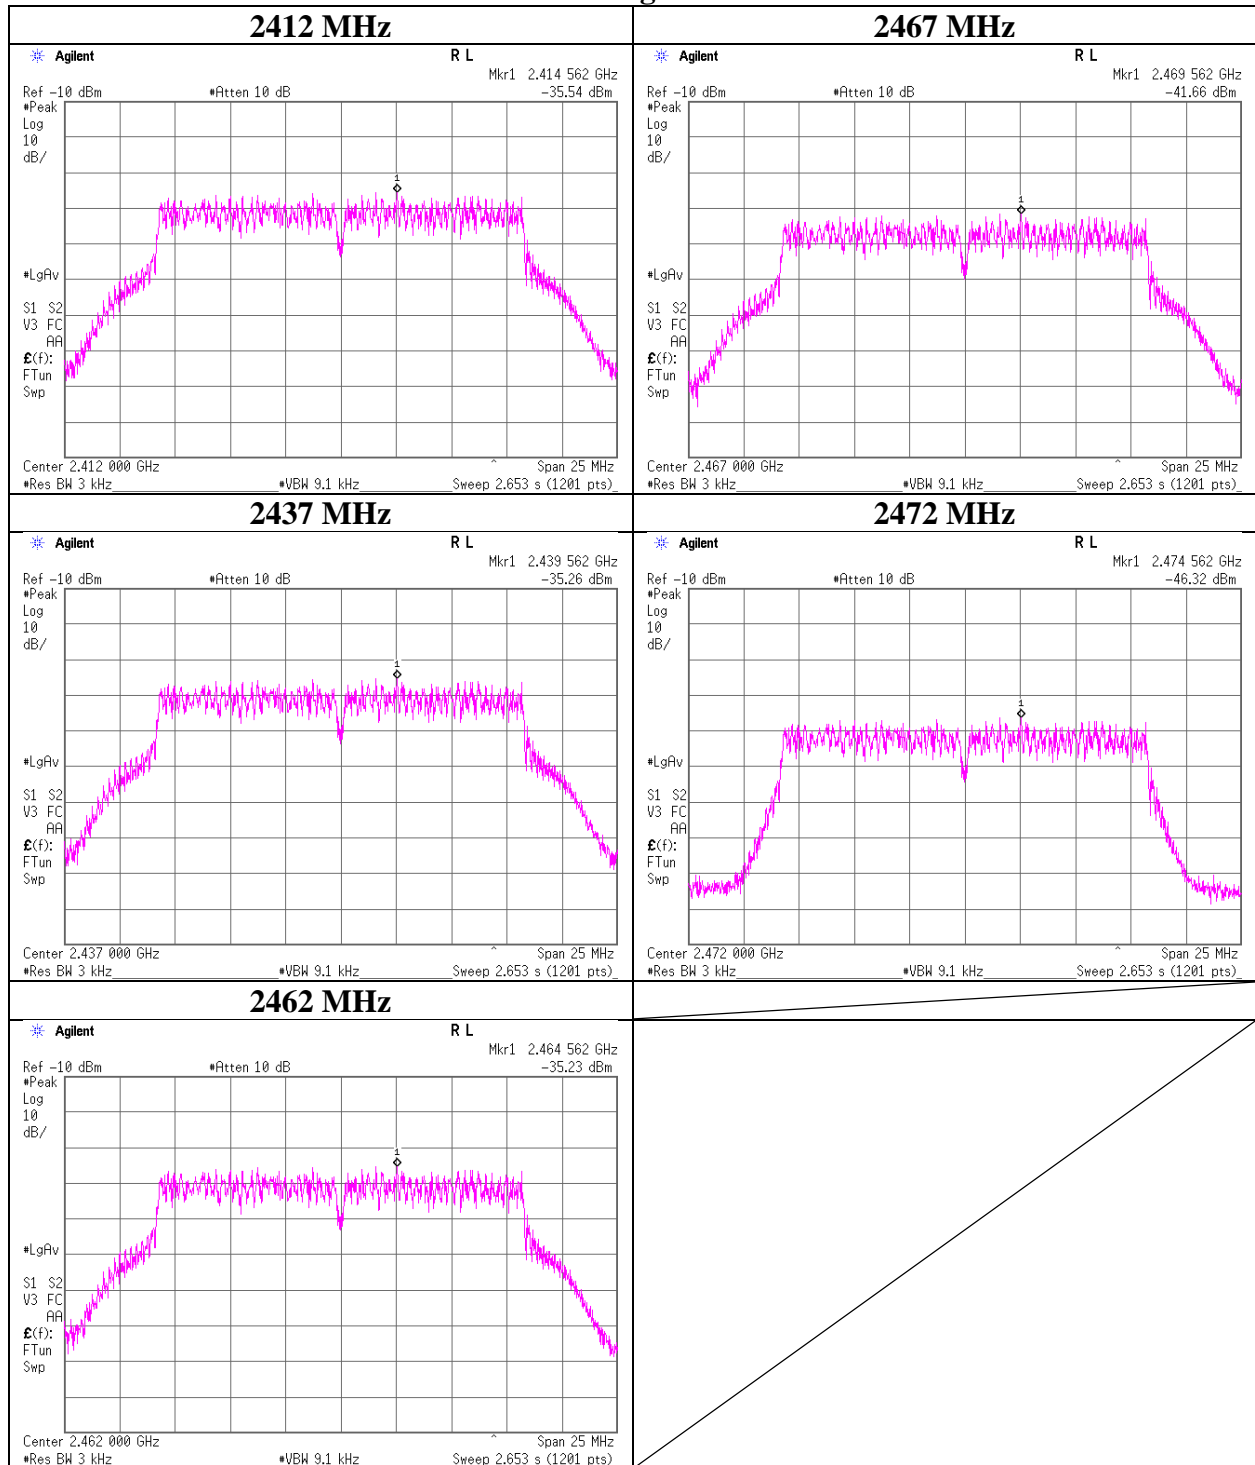 2412 MHz
Agilent
R L
Mkr1 2.414 562 GHz
Ref -10 dBm #Atten 10 dB -35.54 dBm
#Peak
Log
10
dB/
1
#LgAv
S1 S2
V3 FC
AA
£(f):
FTun
Swp
Center 2.412 000 GHz ^ Span 25 MHz
#Res BW 3 kHz #VBW 9.1 kHz Sweep 2.653 s (1201 pts)
2467 MHz
Agilent
R L
Mkr1 2.469 562 GHz
Ref -10 dBm #Atten 10 dB -41.66 dBm
#Peak
Log
10
dB/
1
#LgAv
S1 S2
V3 FC
AA
£(f):
FTun
Swp
Center 2.467 000 GHz ^ Span 25 MHz
#Res BW 3 kHz #VBW 9.1 kHz Sweep 2.653 s (1201 pts)
2437 MHz
Agilent
R L
Mkr1 2.439 562 GHz
Ref -10 dBm #Atten 10 dB -35.26 dBm
#Peak
Log
10
dB/
1
#LgAv
S1 S2
V3 FC
AA
£(f):
FTun
Swp
Center 2.437 000 GHz ^ Span 25 MHz
#Res BW 3 kHz #VBW 9.1 kHz Sweep 2.653 s (1201 pts)
2472 MHz
Agilent
R L
Mkr1 2.474 562 GHz
Ref -10 dBm #Atten 10 dB -46.32 dBm
#Peak
Log
10
dB/
1
#LgAv
S1 S2
V3 FC
AA
£(f):
FTun
Swp
Center 2.472 000 GHz ^ Span 25 MHz
#Res BW 3 kHz #VBW 9.1 kHz Sweep 2.653 s (1201 pts)
2462 MHz
Agilent
R L
Mkr1 2.464 562 GHz
Ref -10 dBm #Atten 10 dB -35.23 dBm
#Peak
Log
10
dB/
1
#LgAv
S1 S2
V3 FC
AA
£(f):
FTun
Swp
Center 2.462 000 GHz ^ Span 25 MHz
#Res BW 3 kHz #VBW 9.1 kHz Sweep 2.653 s (1201 pts)